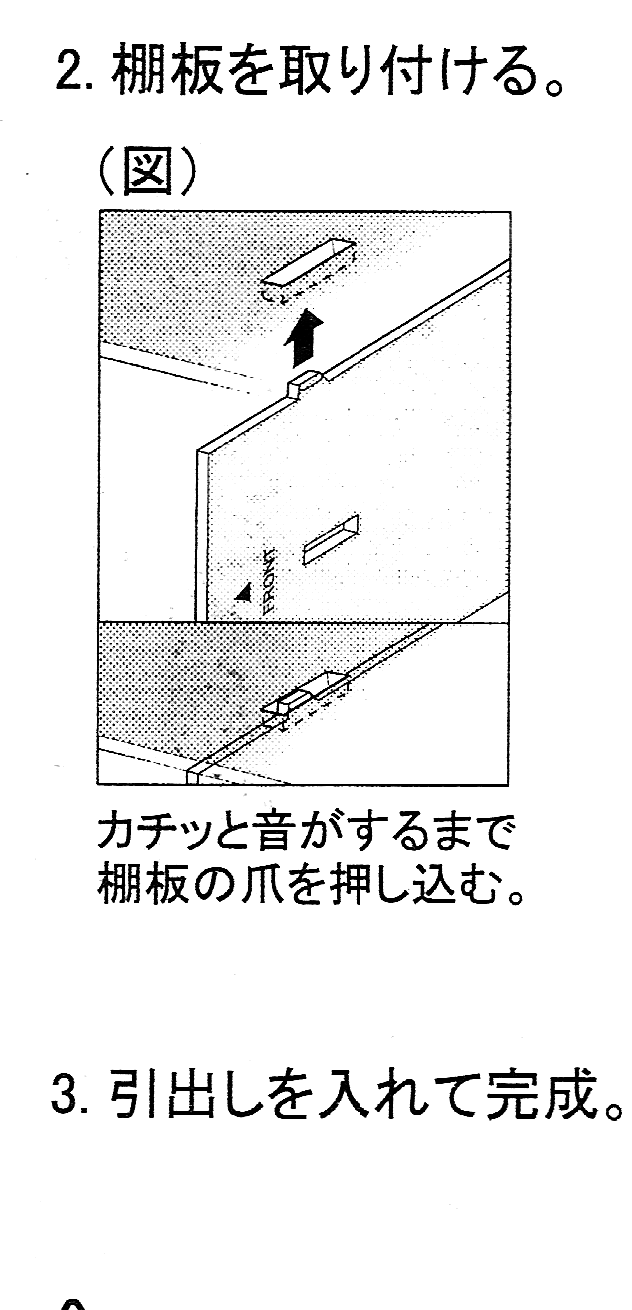 2. 棚板を取り付ける。
（図）
FRONT
カチッと音がするまで
棚板の爪を押し込む。
3. 引出しを入れて完成。